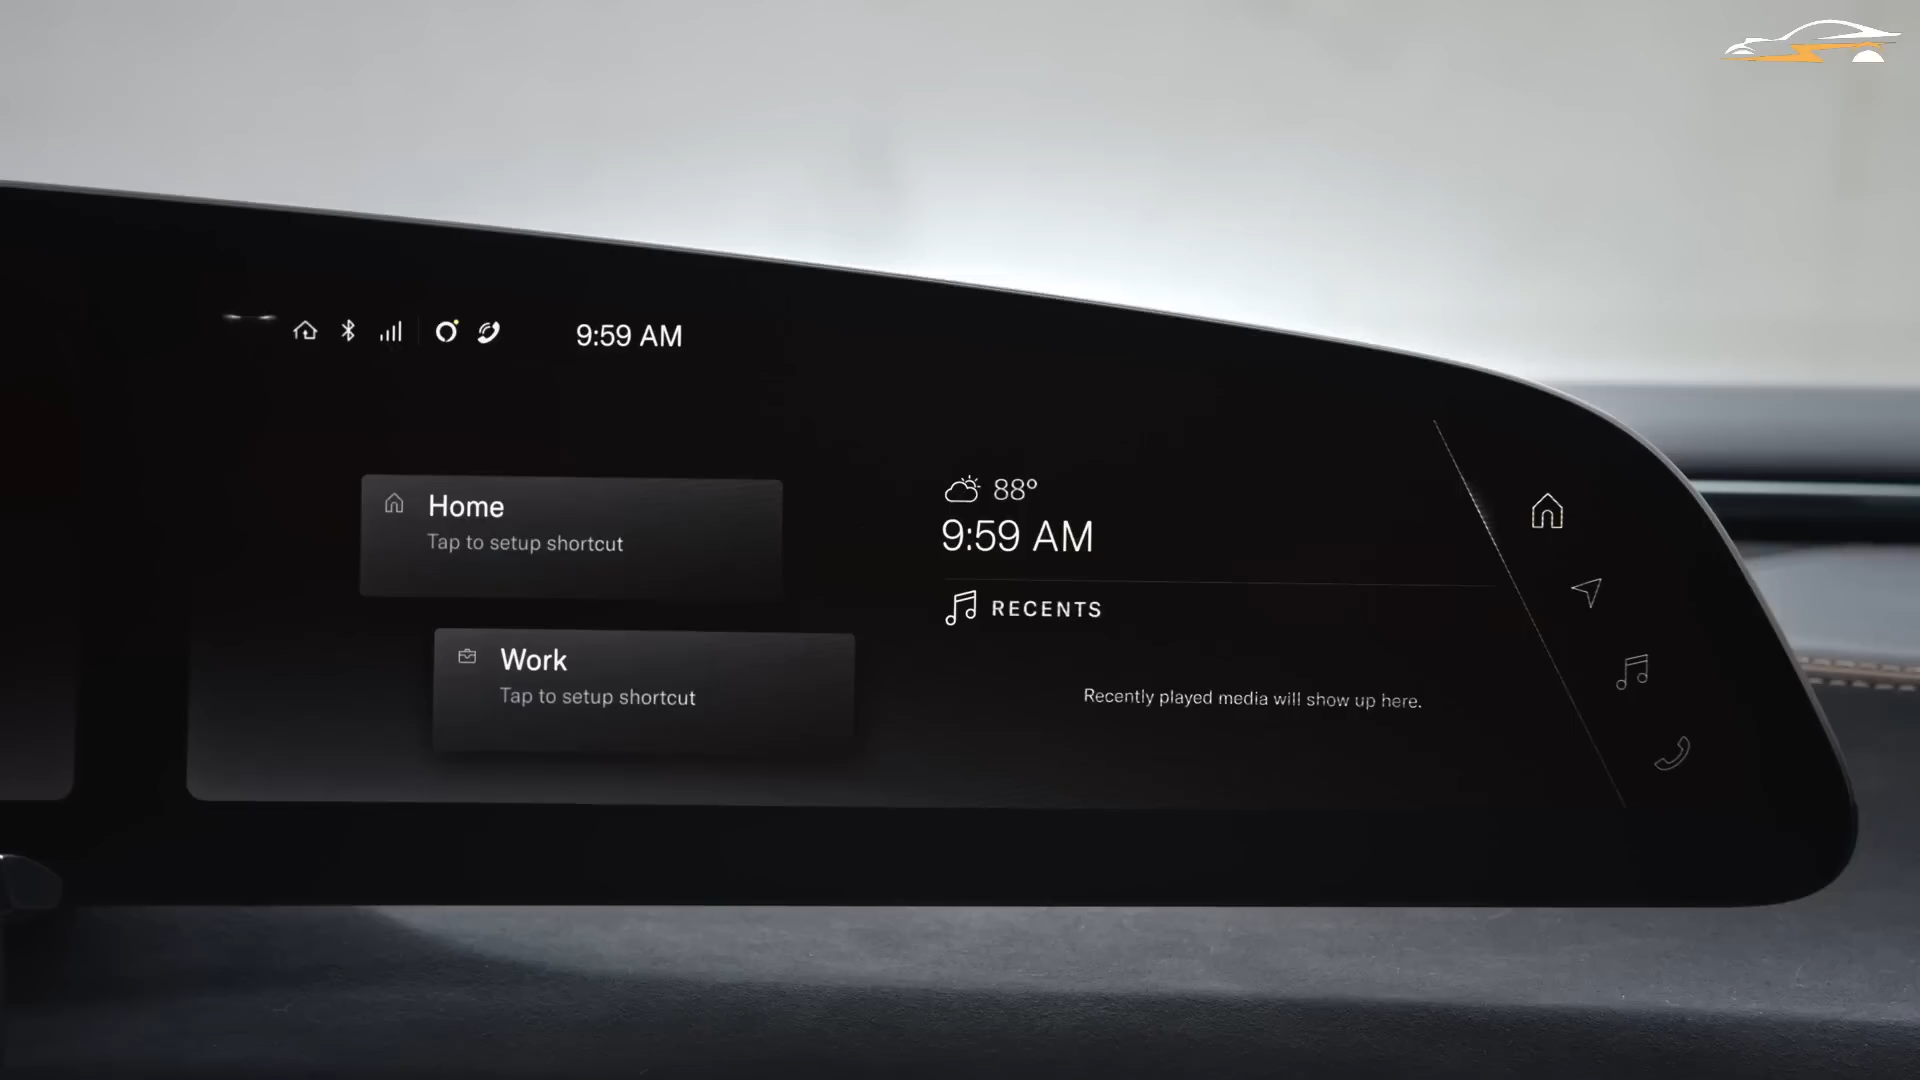 9:59 AM
Home
Tap to setup shortcut
Work
Tap to setup shortcut
88°
9:59 AM
RECENTS
Recently played media will show up here.